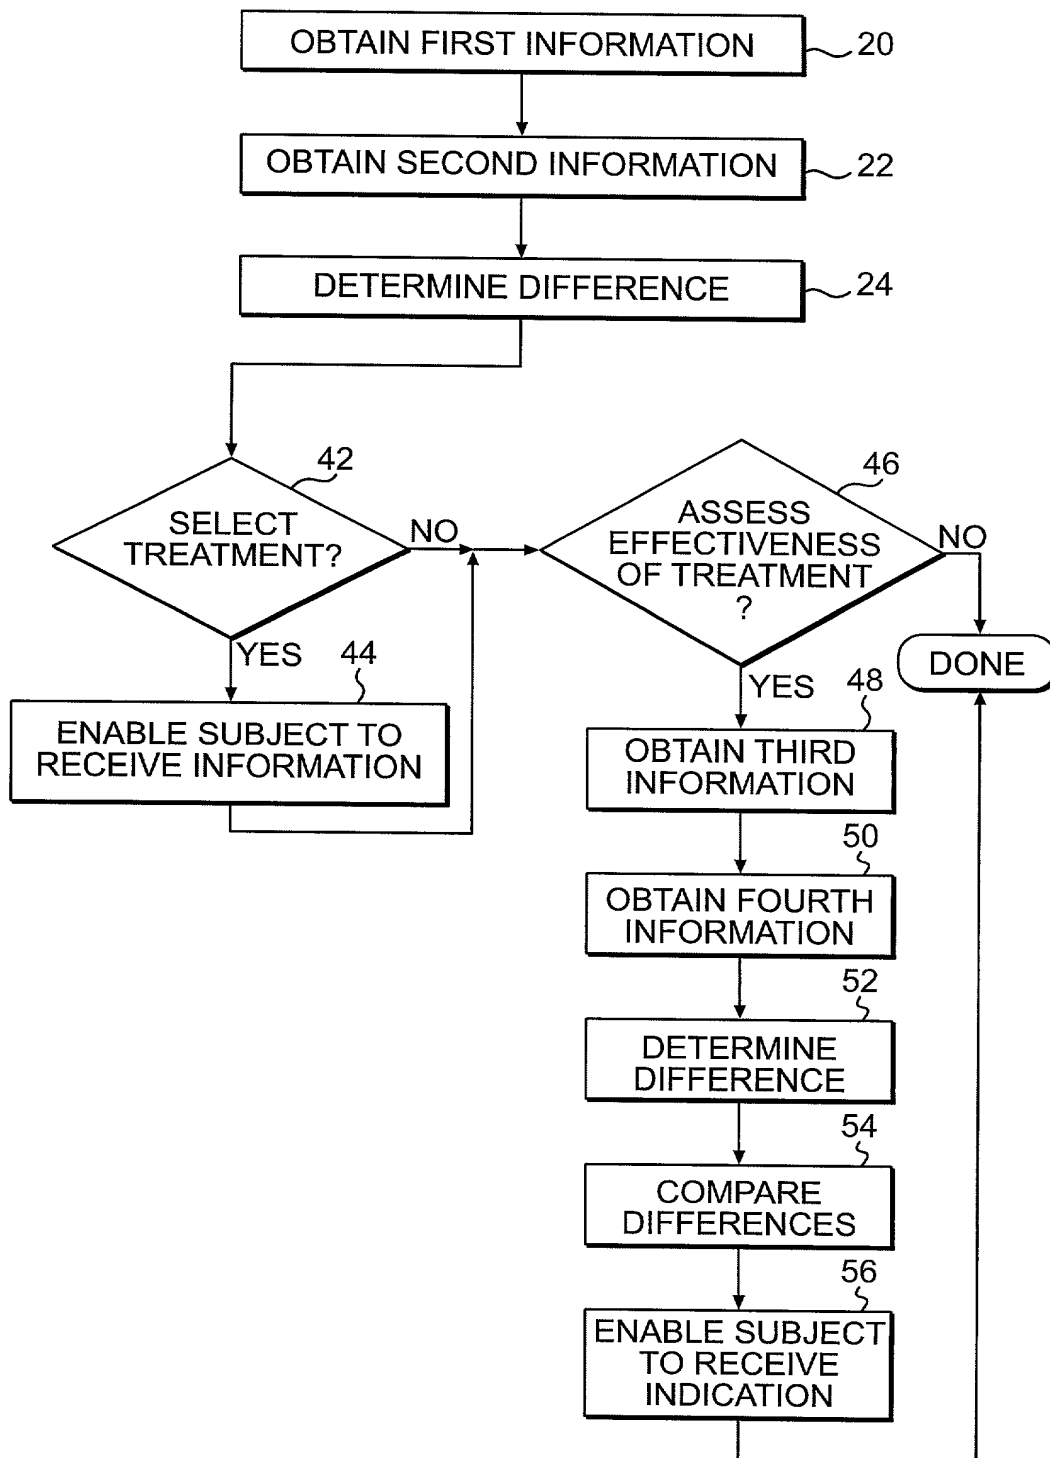 OBTAIN FIRST INFORMATION
20
OBTAIN SECOND INFORMATION
22
DETERMINE DIFFERENCE
24
42
SELECT
TREATMENT?
NO
YES
44
ENABLE SUBJECT TO
RECEIVE INFORMATION
46
ASSESS
EFFECTIVENESS
OF TREATMENT
?
NO
DONE
YES
48
OBTAIN THIRD
INFORMATION
50
OBTAIN FOURTH
INFORMATION
52
DETERMINE
DIFFERENCE
54
COMPARE
DIFFERENCES
56
ENABLE SUBJECT
TO RECEIVE
INDICATION